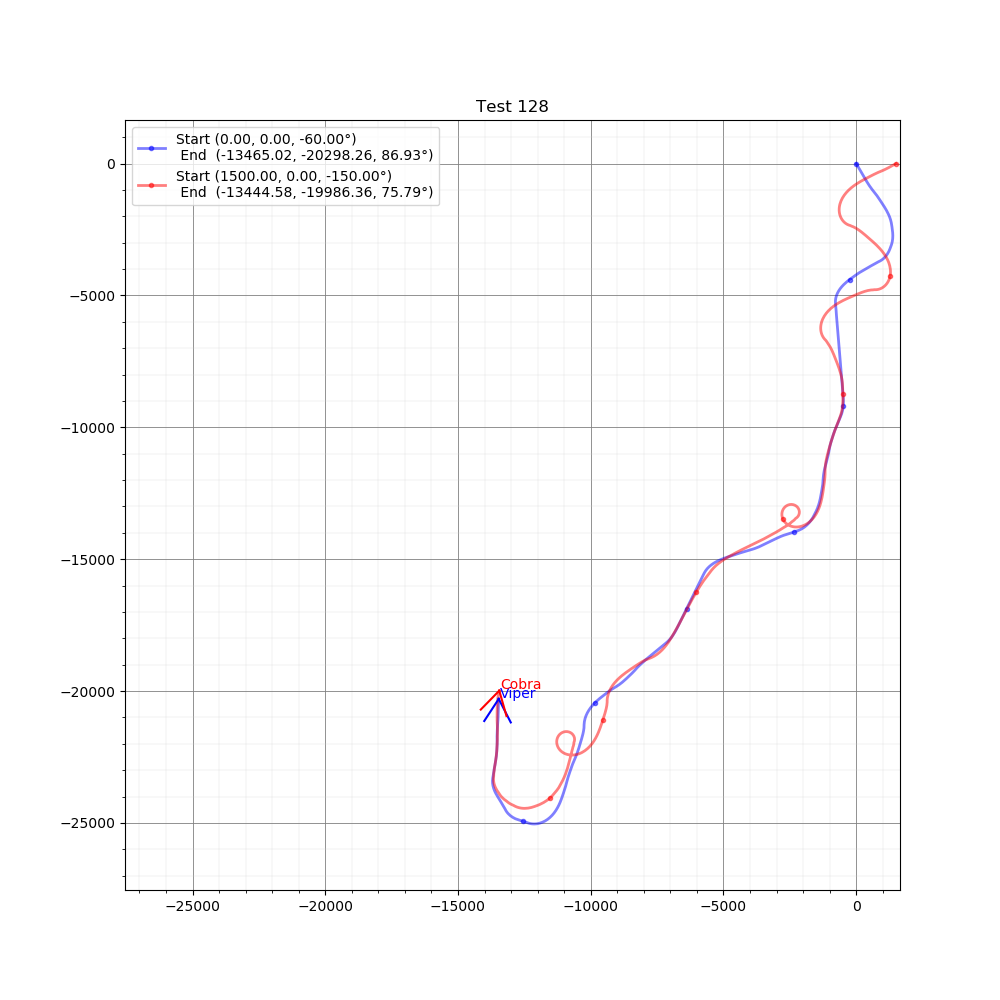 Test 128
Start (0.00, 0.00, -60.00°)
End (-13465.02, -20298.26, 86.93°)
Start (1500.00, 0.00, -150.00°)
End (-13444.58, -19986.36, 75.79°)
0
−5000
−10000
−15000
−20000
−25000
Cobra
Viper
−25000 −20000 −15000 −10000 −5000 0